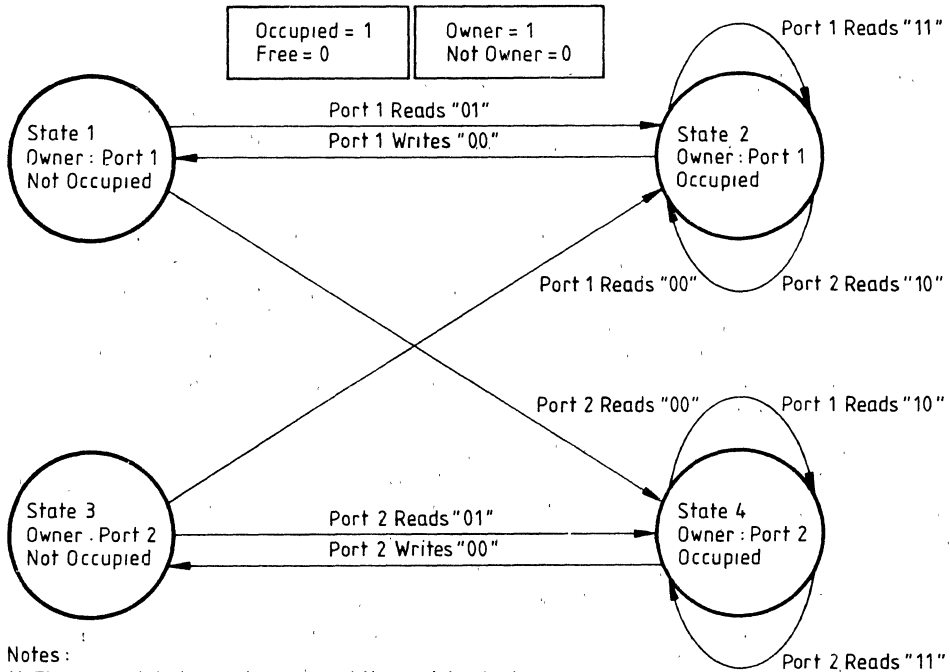 Occupied = 1
Free = 0
Owner = 1
Not Owner = 0
Port 1 Reads "11"
State 1
Owner : Port 1
Not Occupied
Port 1 Reads "01"
Port 1 Writes "00"
State 2
Owner : Port 1
Occupied
Port 1 Reads "00"
Port 2 Reads "10"
Port 2 Reads "00"
Port 1 Reads "10"
State 3
Owner : Port 2
Not Occupied
Port 2 Reads "01"
Port 2 Writes "00"
State 4
Owner : Port 2
Occupied
Notes :
Port 2 Reads "11"